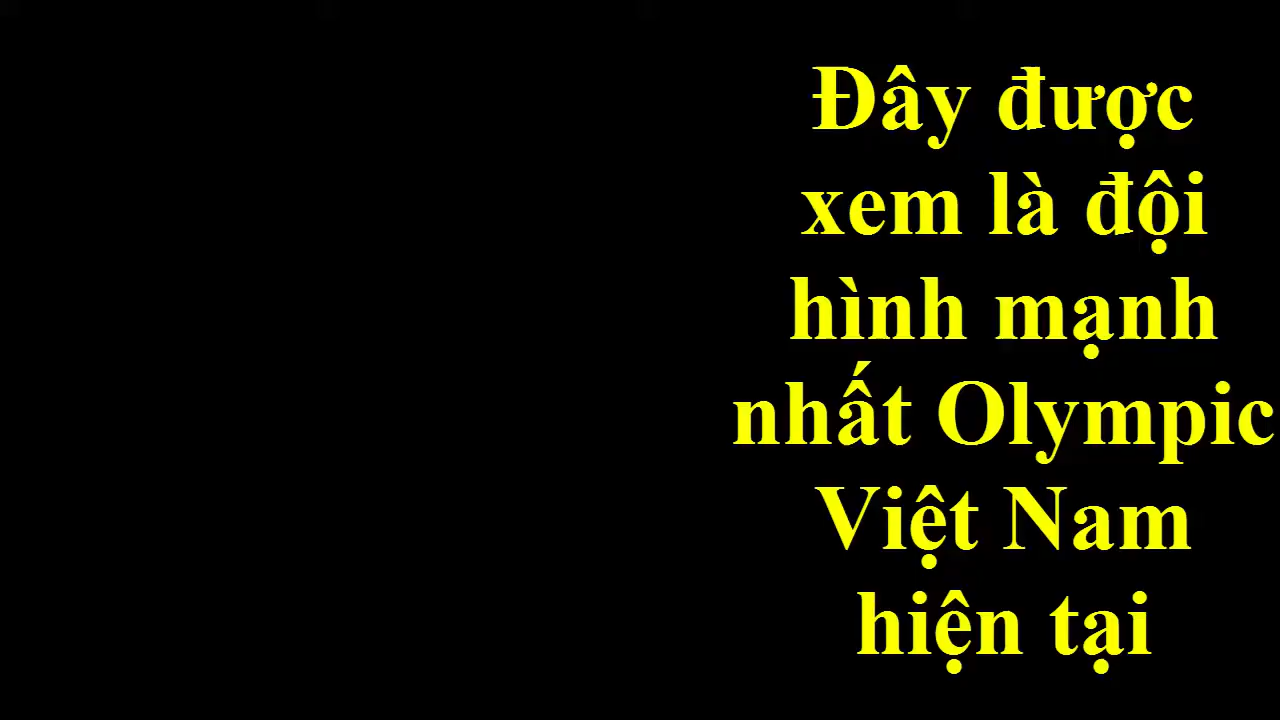 Đây được
xem là đội
hình mạnh
nhất Olympic
Việt Nam
hiện tại